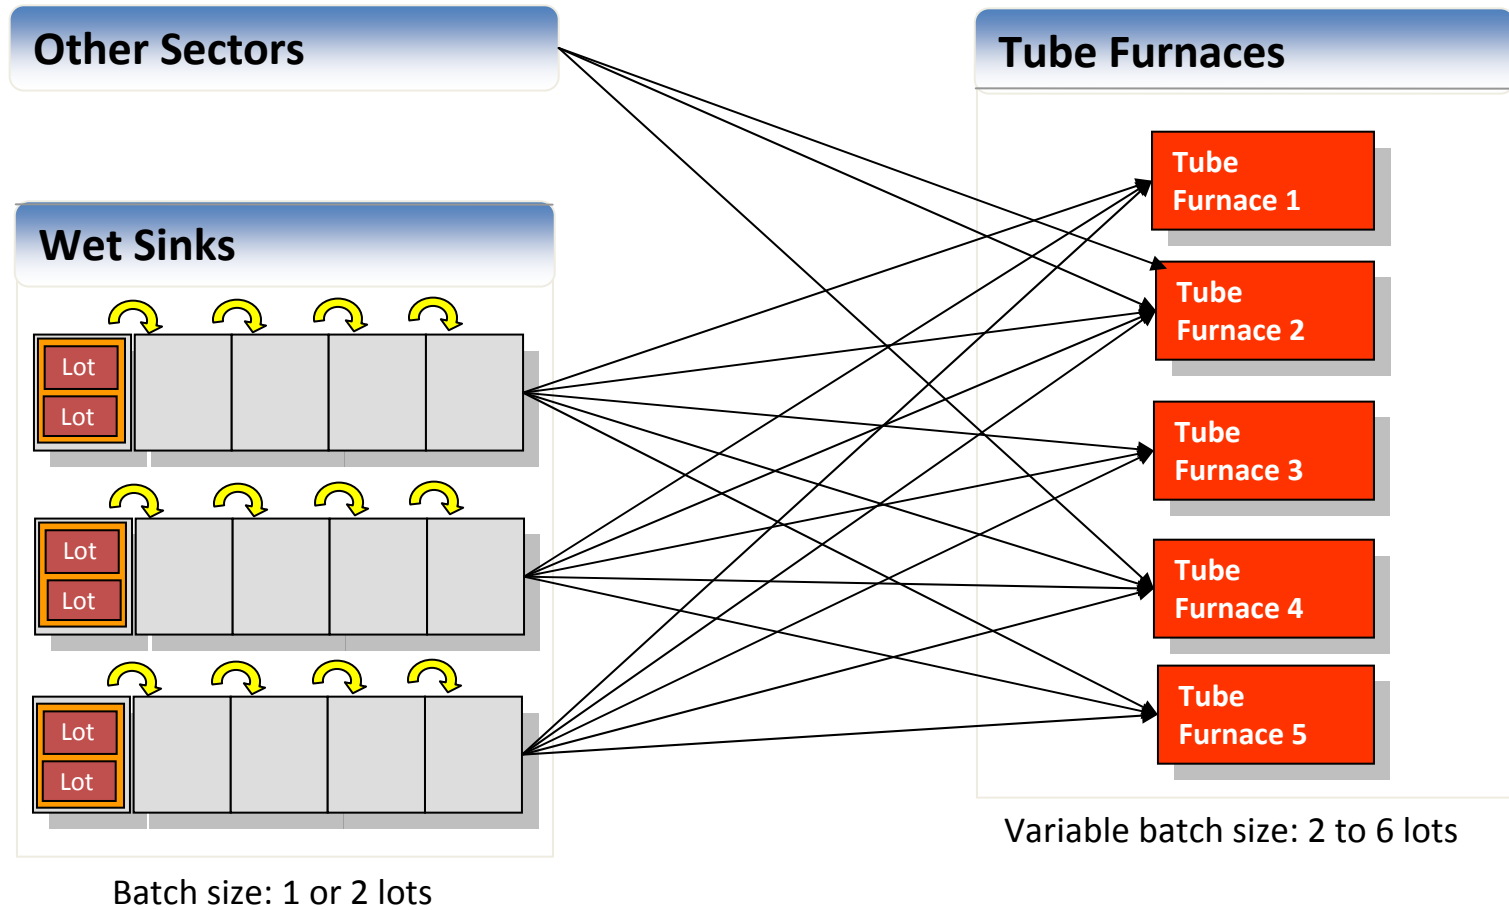 Other Sectors
Tube Furnaces
Tube
Furnace 1
Wet Sinks
Tube
Furnace 2
Lot
Lot
Tube
Furnace 3
Lot
Lot
Tube
Furnace 4
Lot
Lot
Tube
Furnace 5
Variable batch size: 2 to 6 lots
Batch size: 1 or 2 lots